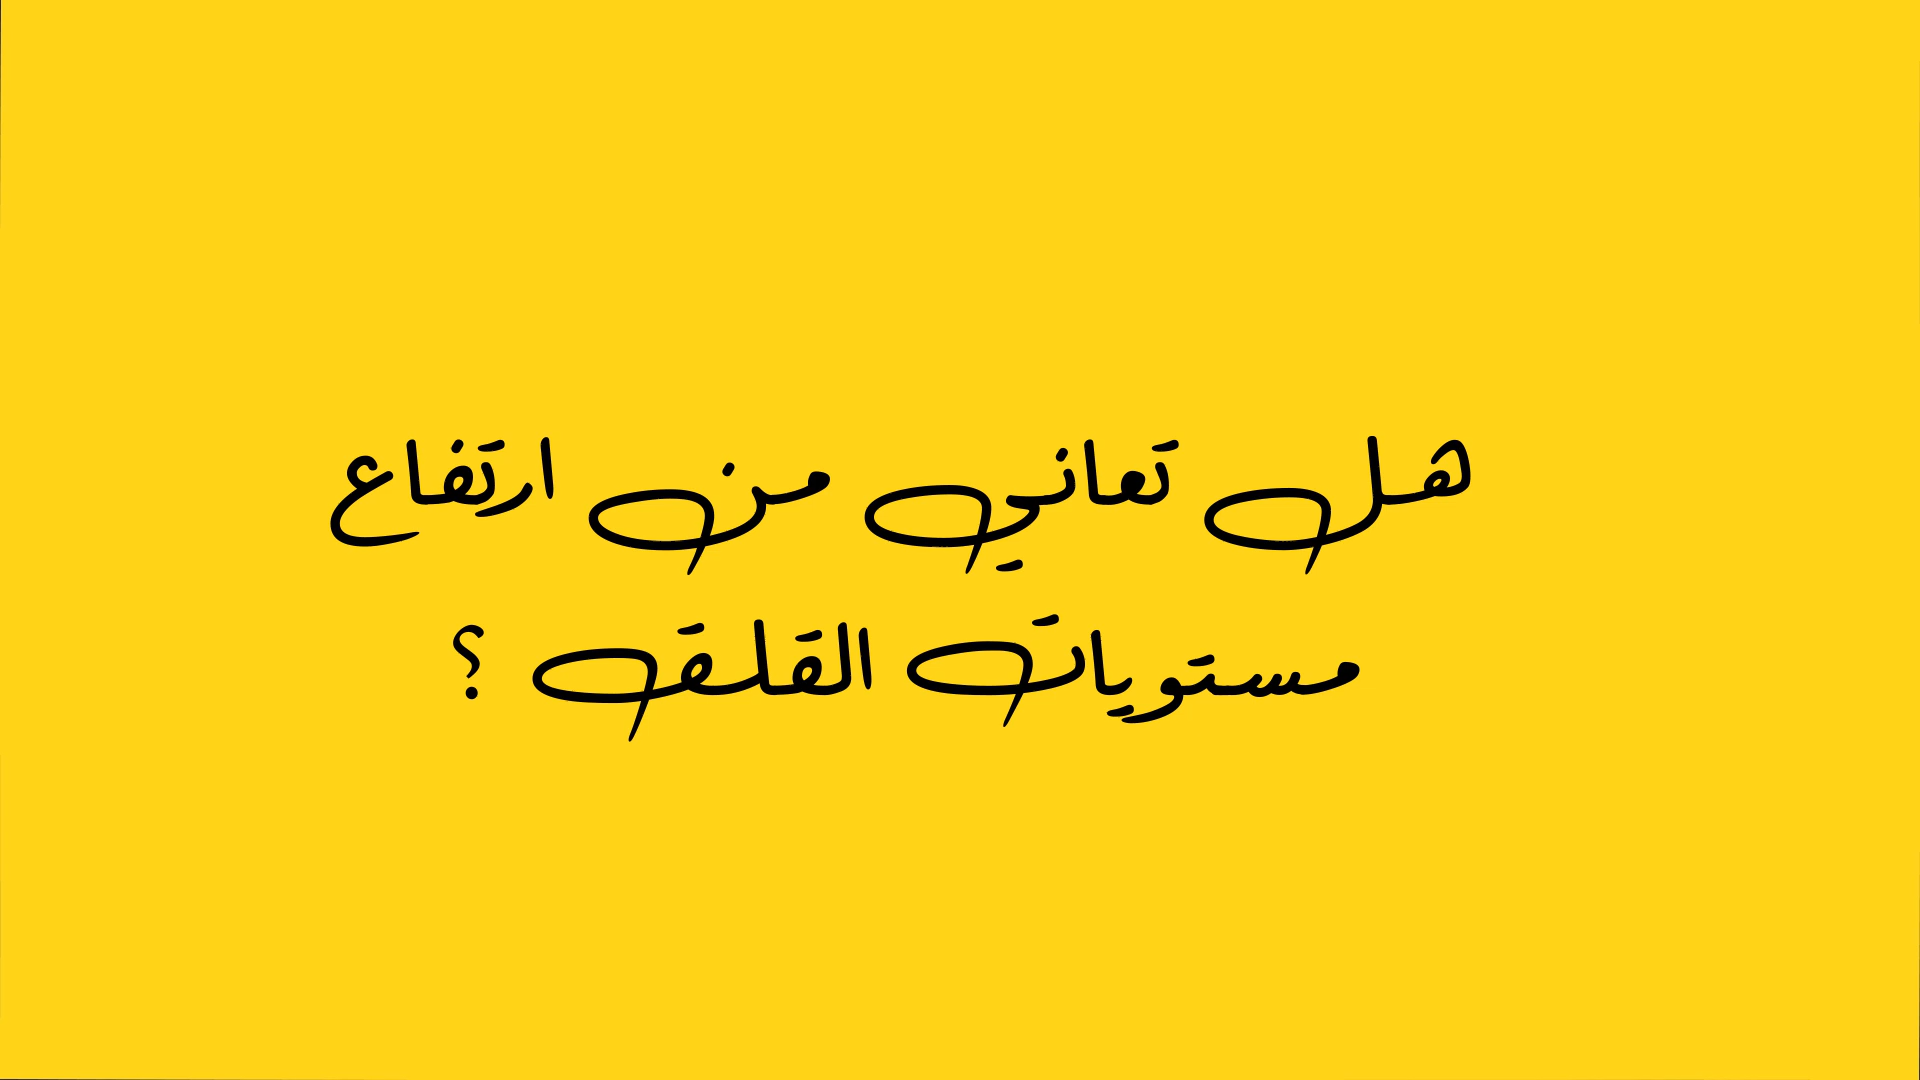 هل تعاني من ارتفاع
مستويات القلق ؟